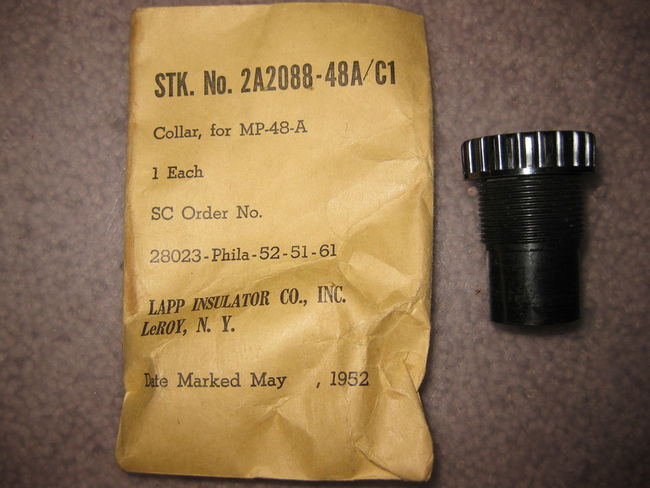 STK. No. 2A2088-48A/C1
Collar, for MP-48-A
1 Each
SC Order No.
28023-Phila-52-51-61
LAPP INSULATOR CO., INC.
LeROY, N. Y.
Date Marked May , 1952